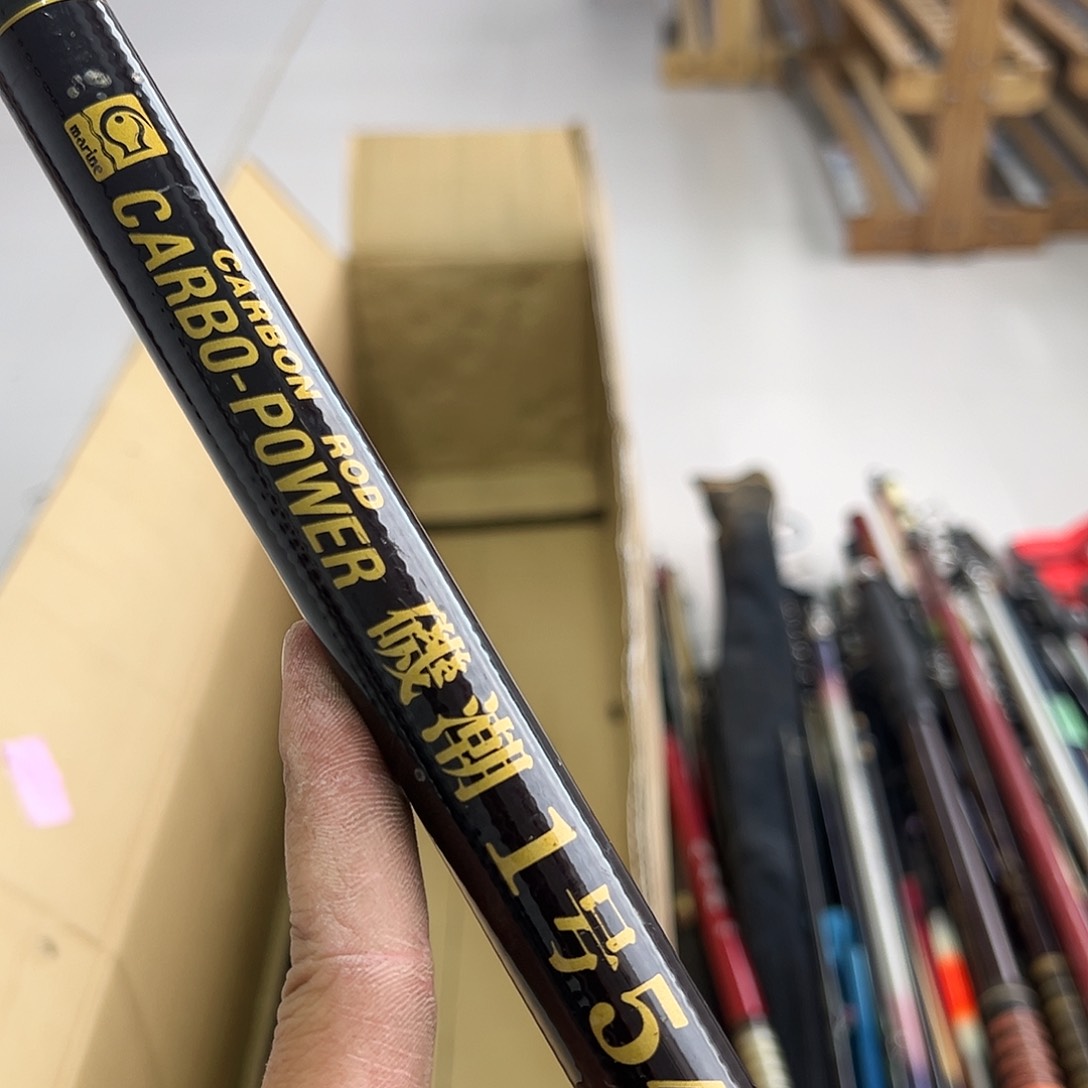 marine
CARBON ROD
CARBO-POWER 磯潮 1号5